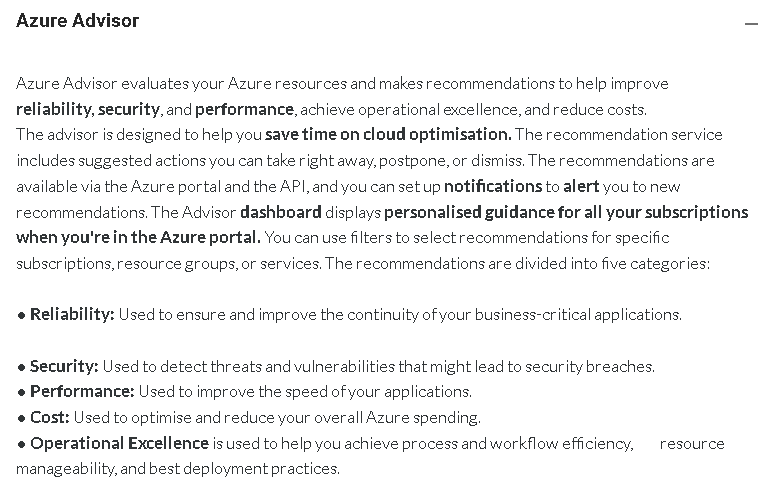 Azure Advisor
Azure Advisor evaluates your Azure resources and makes recommendations to help improve
reliability, security, and performance, achieve operational excellence, and reduce costs.
The advisor is designed to help you save time on cloud optimisation. The recommendation service
includes suggested actions you can take right away, postpone, or dismiss. The recommendations are
available via the Azure portal and the API, and you can set up notifications to alert you to new
recommendations. The Advisor dashboard displays personalised guidance for all your subscriptions
when you're in the Azure portal. You can use filters to select recommendations for specific
subscriptions, resource groups, or services. The recommendations are divided into five categories:
● Reliability: Used to ensure and improve the continuity of your business-critical applications.
● Security: Used to detect threats and vulnerabilities that might lead to security breaches.
● Performance: Used to improve the speed of your applications.
● Cost: Used to optimise and reduce your overall Azure spending.
● Operational Excellence is used to help you achieve process and workflow efficiency, resource
manageability, and best deployment practices.